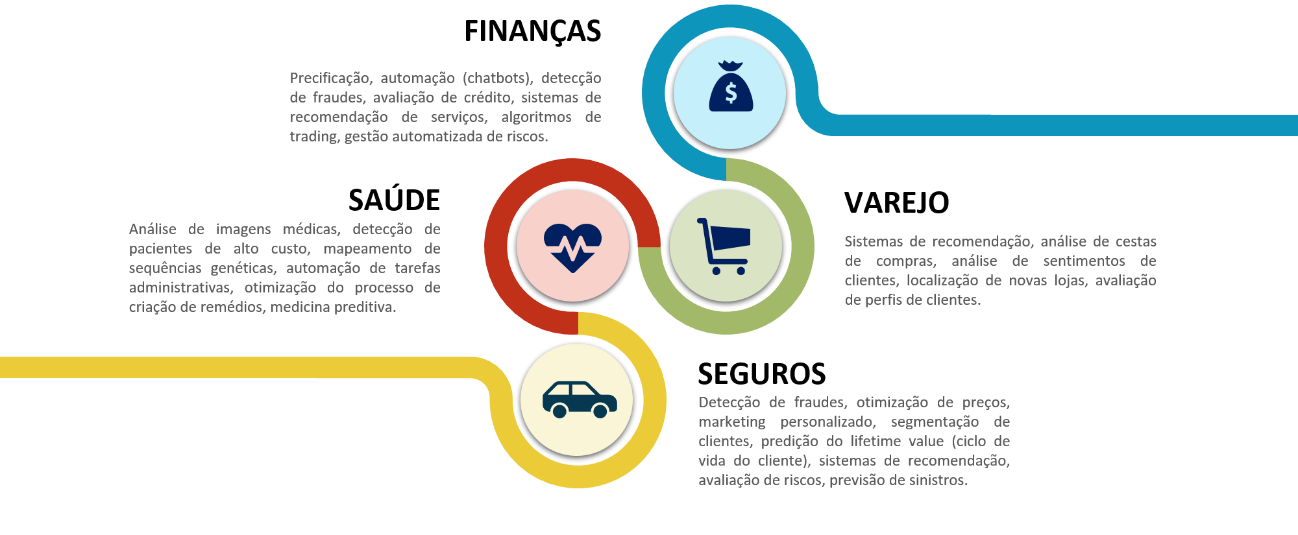 FINANÇAS
Precificação, automação (chatbots), detecção
de fraudes, avaliação de crédito, sistemas de
recomendação de serviços, algoritmos de
trading, gestão automatizada de riscos.
$
SAÚDE
Análise de imagens médicas, detecção de
pacientes de alto custo, mapeamento de
sequências genéticas, automação de tarefas
administrativas, otimização do processo de
criação de remédios, medicina preditiva.
VAREJO
Sistemas de recomendação, análise de cestas
de compras, análise de sentimentos de
clientes, localização de novas lojas, avaliação
de perfis de clientes.
SEGUROS
Detecção de fraudes, otimização de preços,
marketing personalizado, segmentação de
clientes, predição do lifetime value (ciclo de
vida do cliente), sistemas de recomendação,
avaliação de riscos, previsão de sinistros.